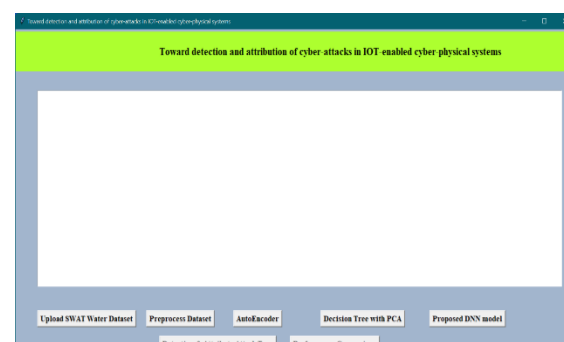 Toward detection and attribution of cyber-attacks in IOT-enabled cyber-physical systems
Toward detection and attribution of cyber-attacks in IOT-enabled cyber-physical systems
Upload SWAT Water Dataset Preprocess Dataset AutoEncoder Decision Tree with PCA Proposed DNN model